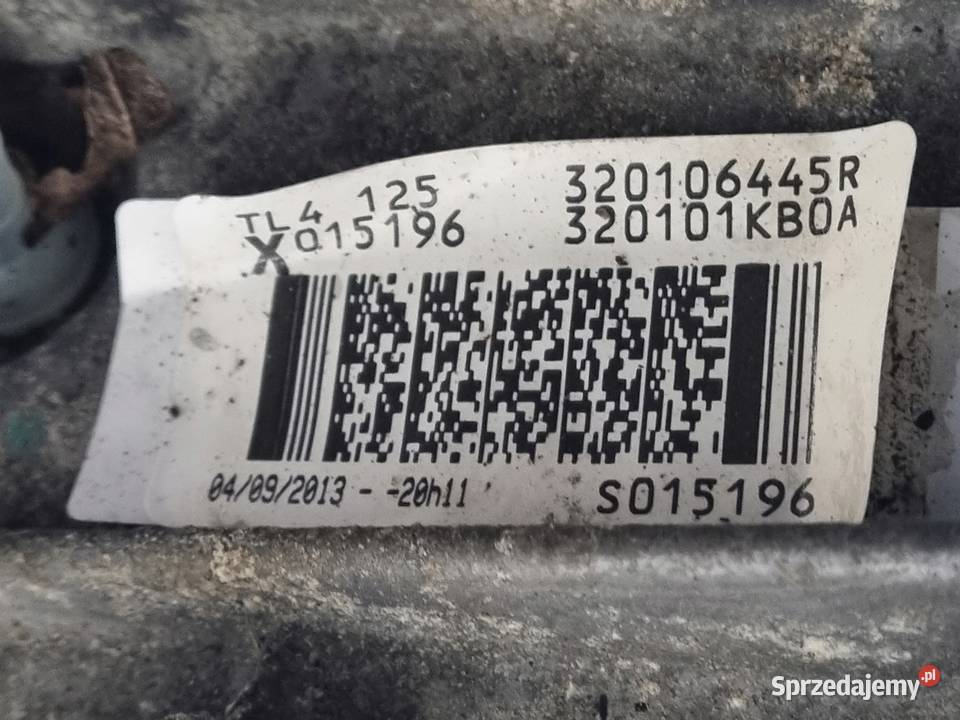 TL4 125 320106445R
X015196 320101KB0A
04/09/2013 - -20h11
S015196
Sprzedajemy.pl